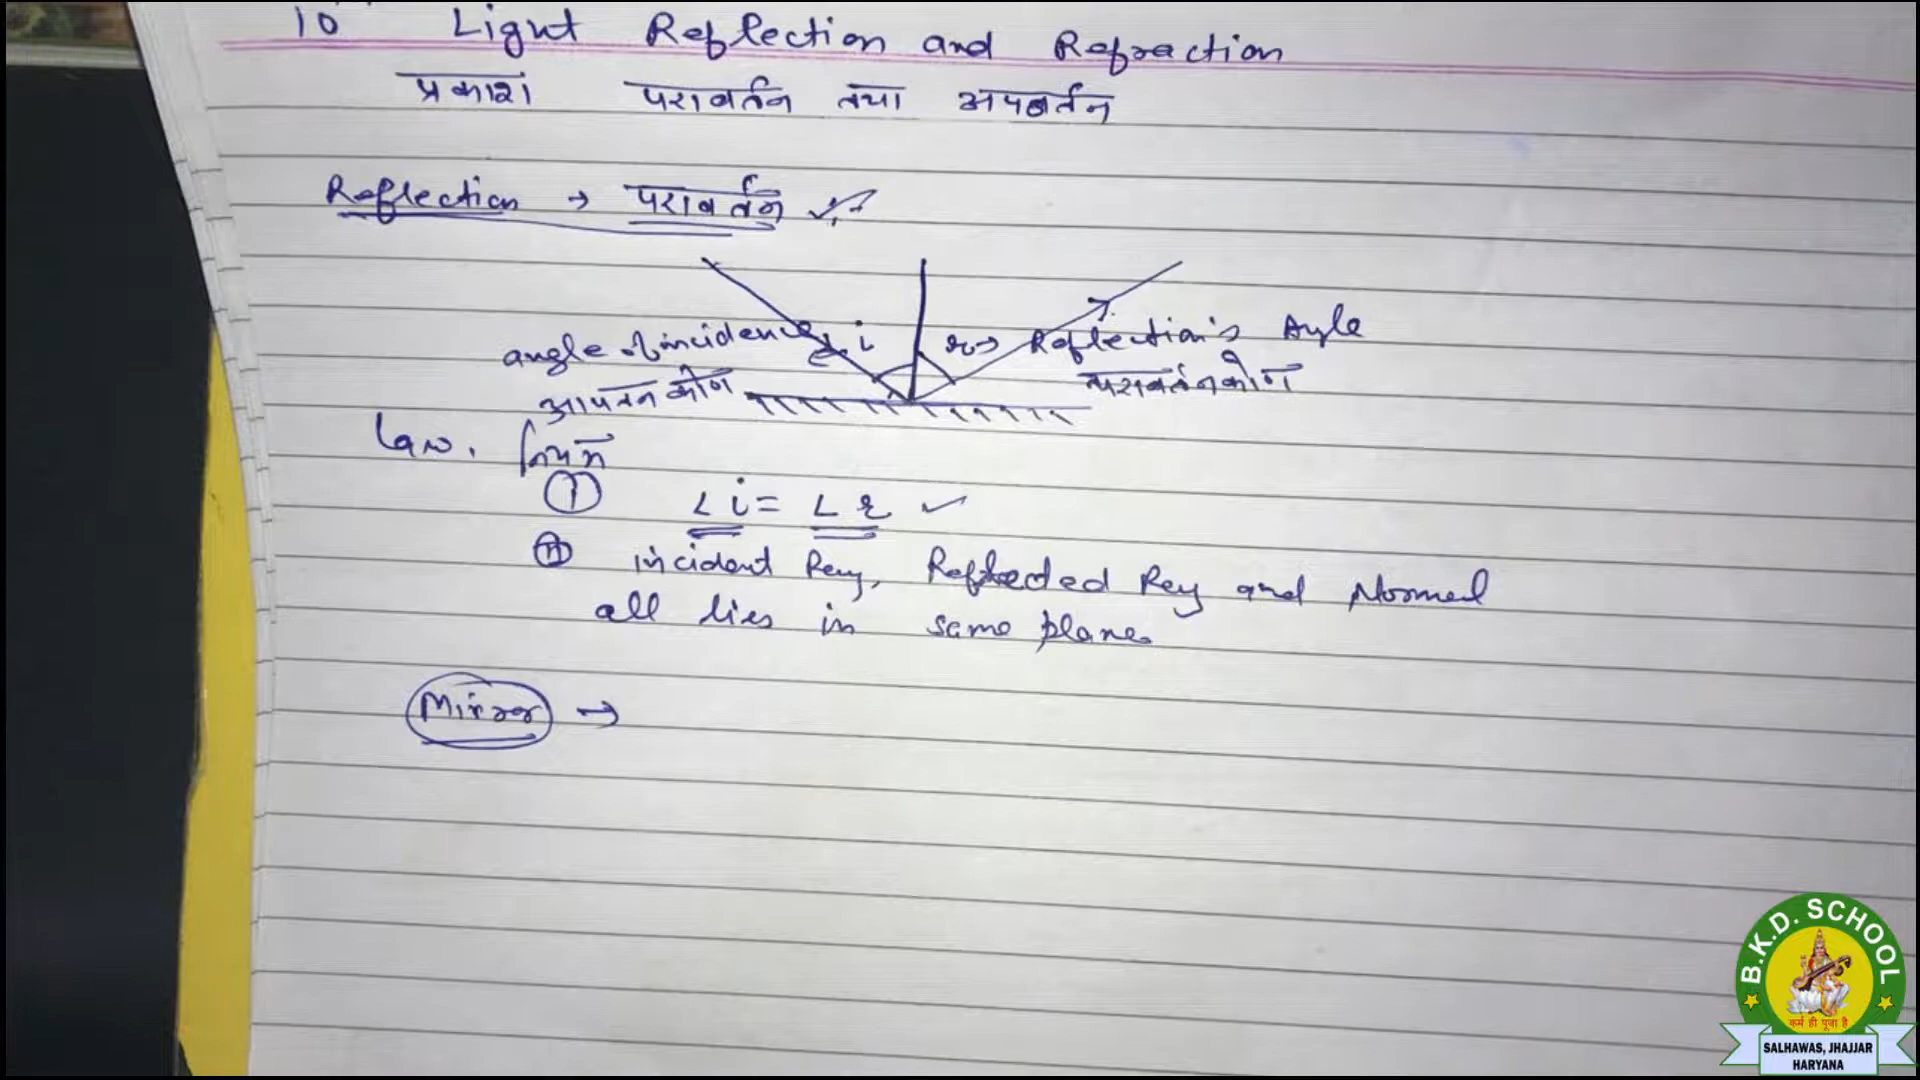 10 Light Reflection and Refraction
प्रकाश परावर्तन तथा अपवर्तन
Reflection → परावर्तन
angle of incidence i r → Reflection's Angle
आपतन कोण परावर्तन कोण
Law. नियम
I ∠i = ∠r ✓
II incident Ray, Reflected Ray and Normal
all lies in same plane.
Mirror →
B.K.D. SCHOOL
कर्म ही पूजा है
SALHAWAS, JHAJJAR
HARYANA